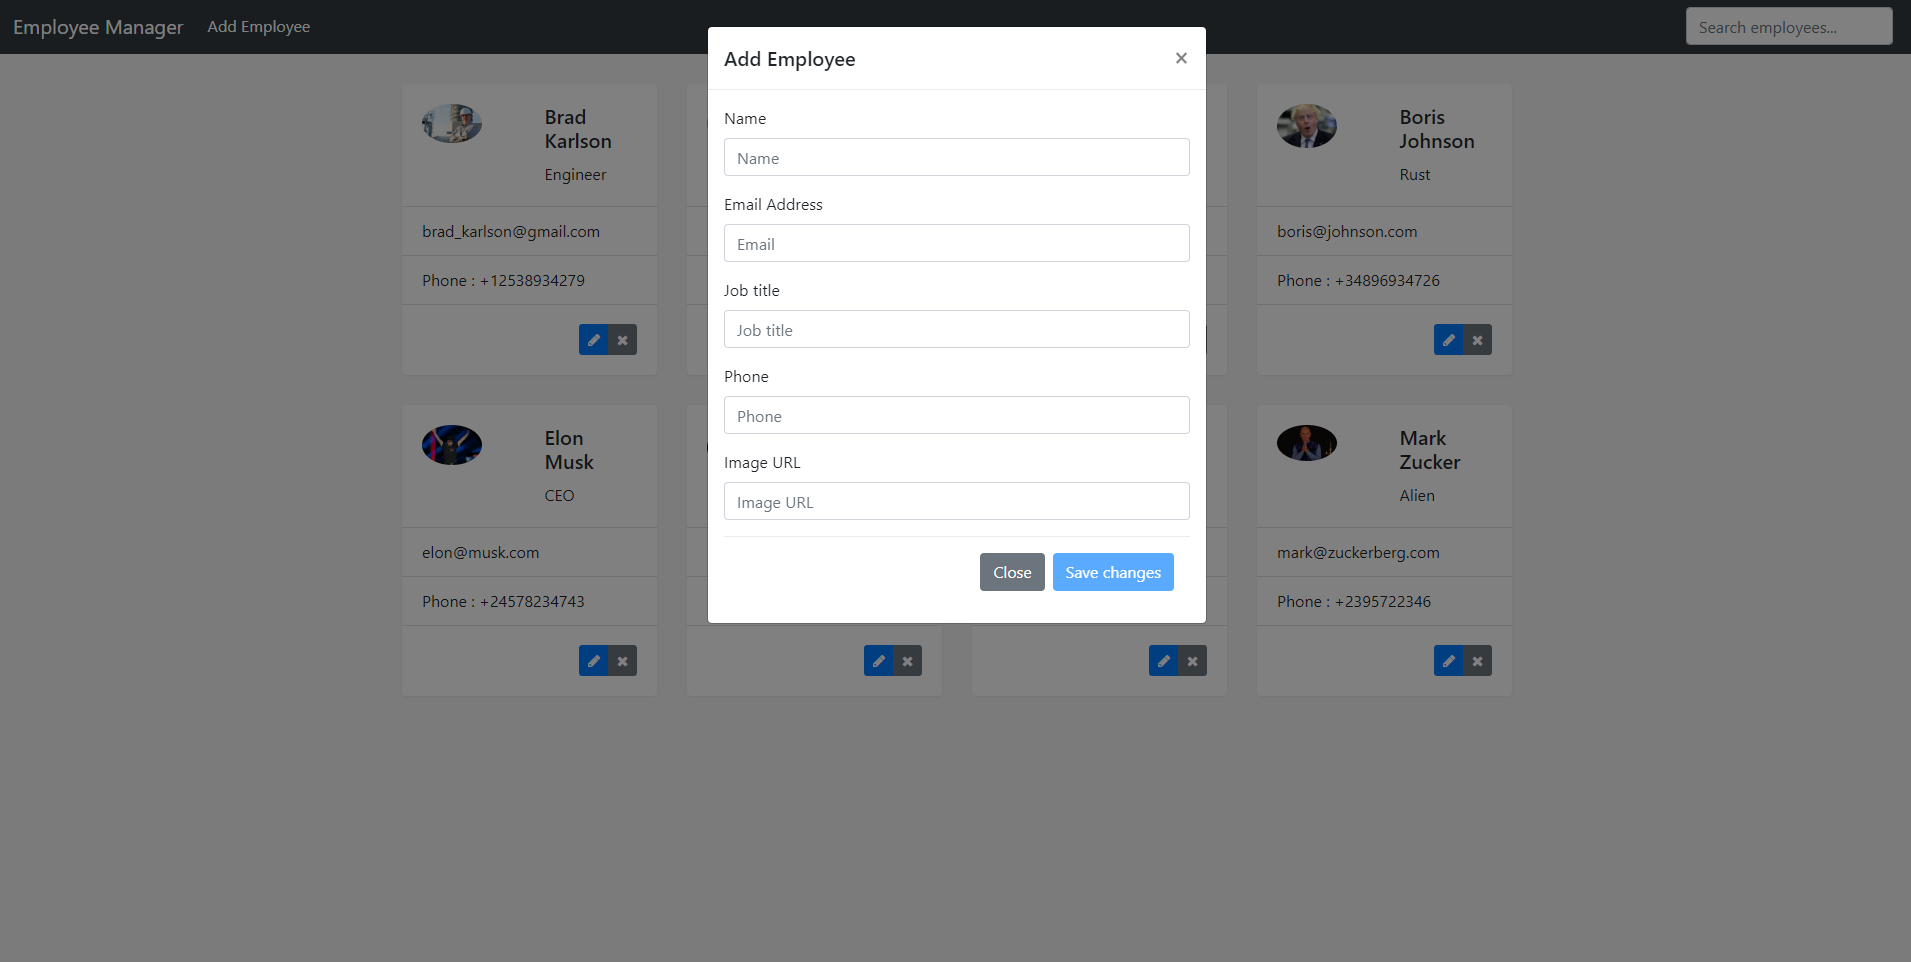 Employee Manager
Add Employee
Search employees...
Add Employee
×
Name
Name
Email Address
Email
Job title
Job title
Phone
Phone
Image URL
Image URL
Close
Save changes
Brad
Karlson
Engineer
brad_karlson@gmail.com
Phone : +12538934279
Boris
Johnson
Rust
boris@johnson.com
Phone : +34896934726
Elon
Musk
CEO
elon@musk.com
Phone : +24578234743
Mark
Zucker
Alien
mark@zuckerberg.com
Phone : +2395722346